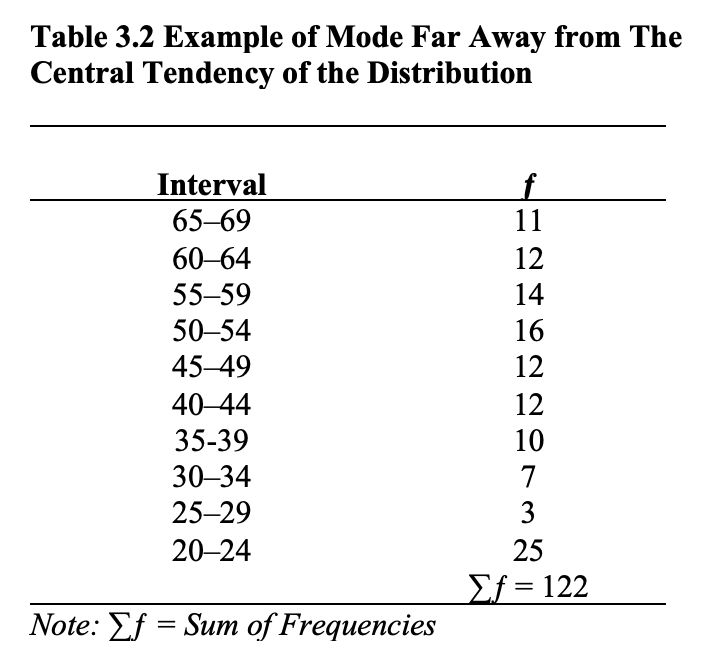 Table 3.2 Example of Mode Far Away from The
Central Tendency of the Distribution
Interval f
65–69 11
60–64 12
55–59 14
50–54 16
45–49 12
40–44 12
35-39 10
30–34 7
25–29 3
20–24 25
∑f = 122
Note: ∑f = Sum of Frequencies